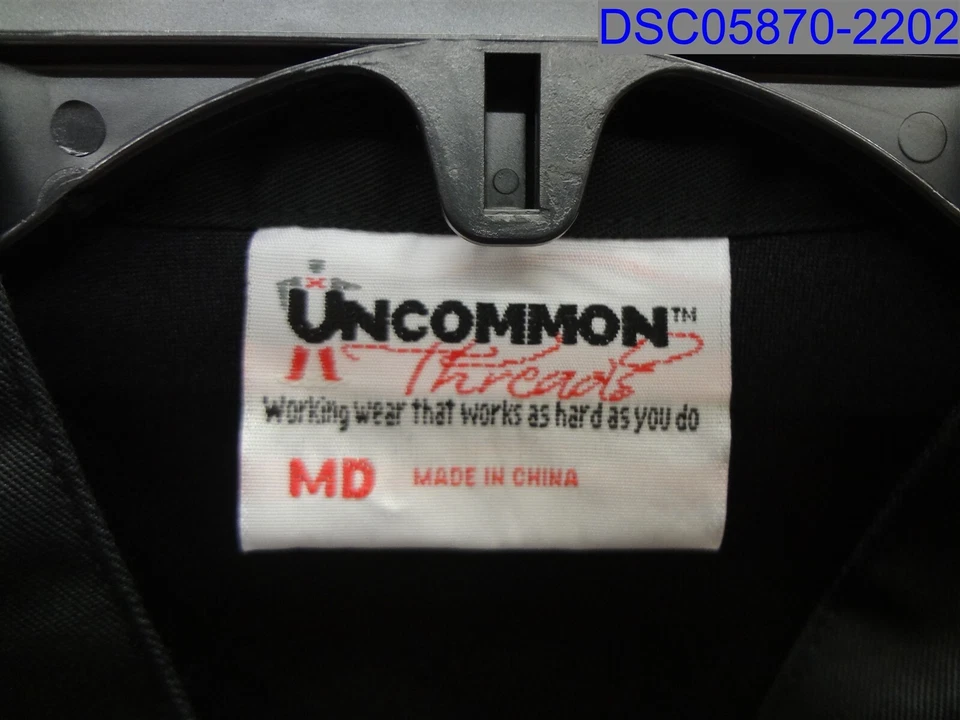 DSC05870-2202
UNCOMMON™
Threads
Working wear that works as hard as you do
MD MADE IN CHINA